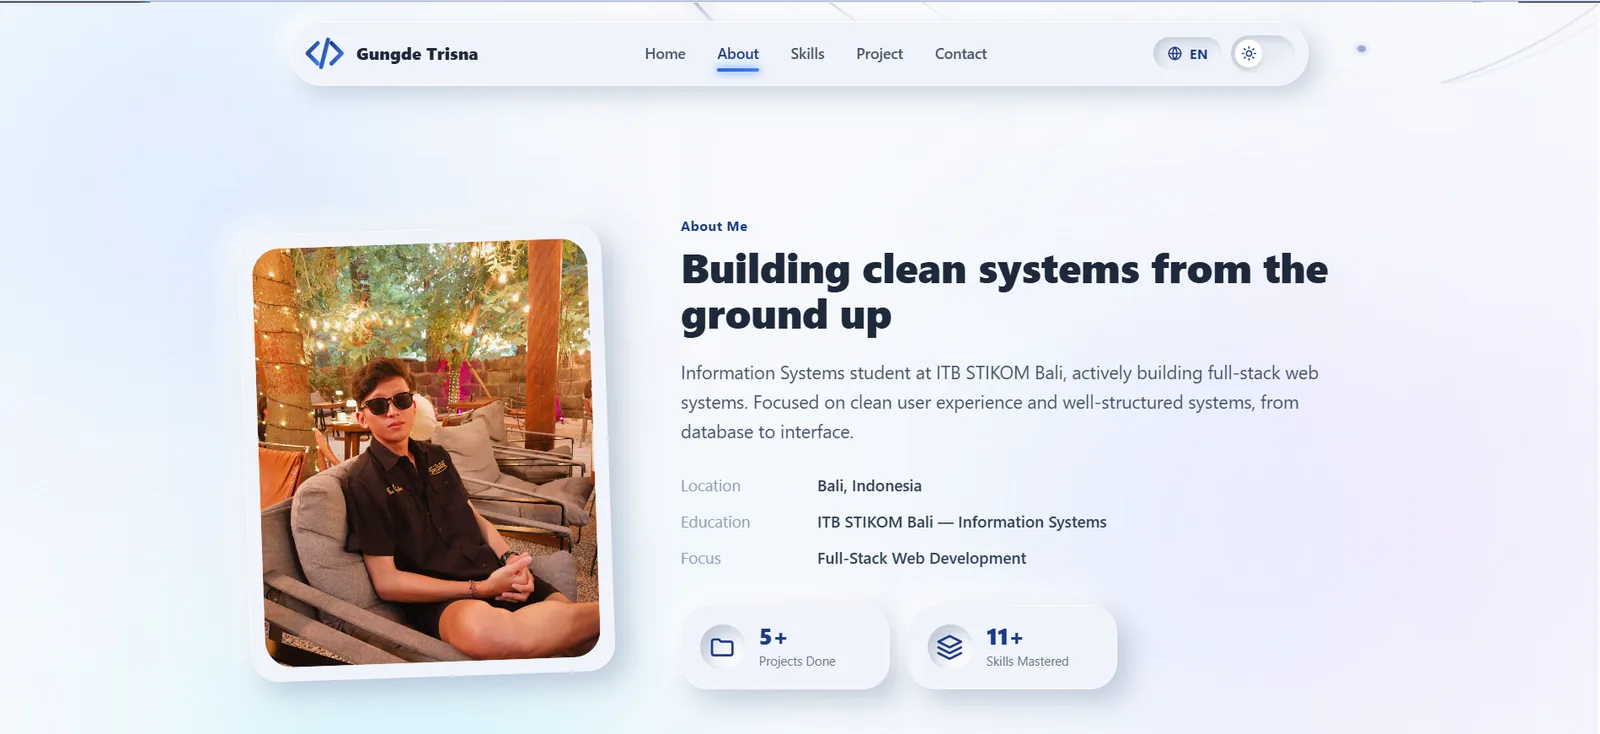 Gungde Trisna
Home
About
Skills
Project
Contact
EN
About Me
Building clean systems from the
ground up
Information Systems student at ITB STIKOM Bali, actively building full-stack web
systems. Focused on clean user experience and well-structured systems, from
database to interface.
Location Bali, Indonesia
Education ITB STIKOM Bali — Information Systems
Focus Full-Stack Web Development
5+
Projects Done
11+
Skills Mastered